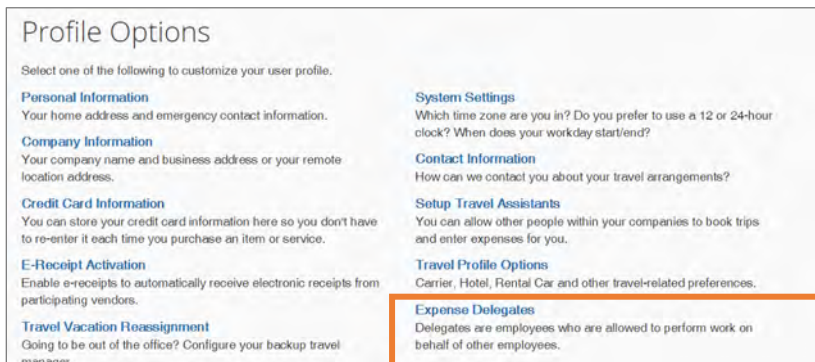 Profile Options
Select one of the following to customize your user profile.
Personal Information
Your home address and emergency contact information.
Company Information
Your company name and business address or your remote
location address.
Credit Card Information
You can store your credit card information here so you don't have
to re-enter it each time you purchase an item or service.
E-Receipt Activation
Enable e-receipts to automatically receive electronic receipts from
participating vendors.
Travel Vacation Reassignment
Going to be out of the office? Configure your backup travel
manager.
System Settings
Which time zone are you in? Do you prefer to use a 12 or 24-hour
clock? When does your workday start/end?
Contact Information
How can we contact you about your travel arrangements?
Setup Travel Assistants
You can allow other people within your companies to book trips
and enter expenses for you.
Travel Profile Options
Carrier, Hotel, Rental Car and other travel-related preferences.
Expense Delegates
Delegates are employees who are allowed to perform work on
behalf of other employees.